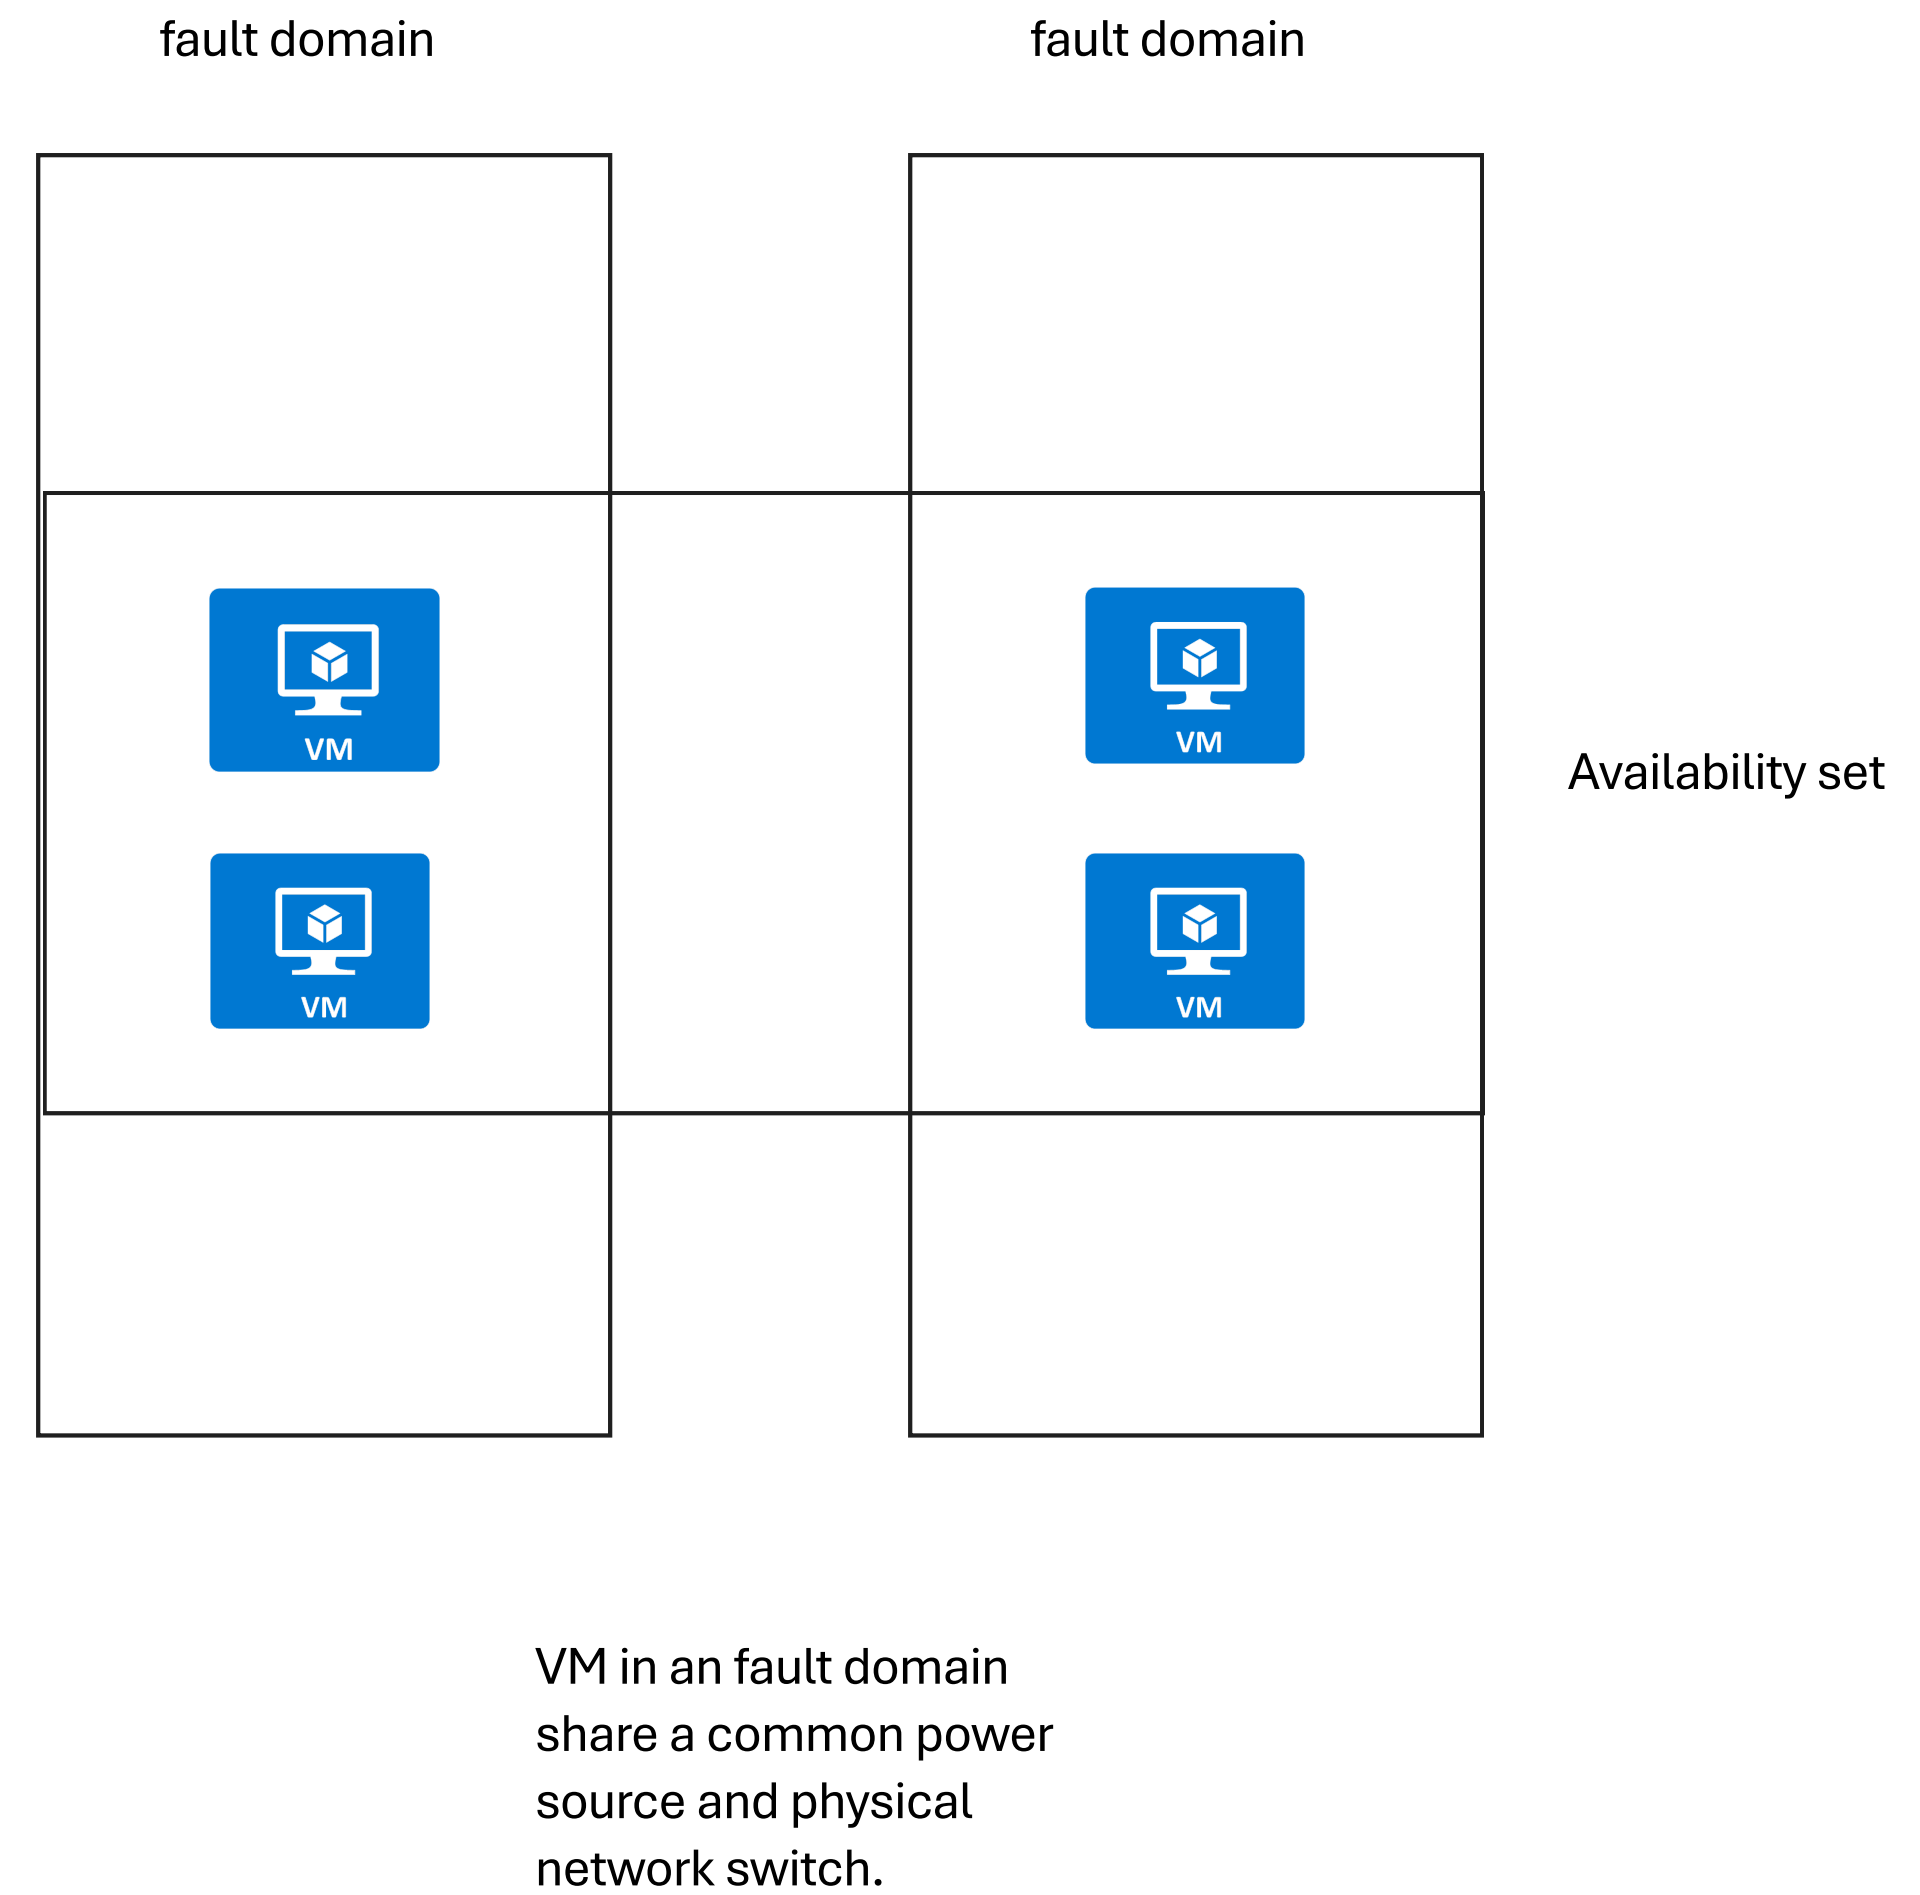 fault domain
fault domain
VM
VM
Availability set
VM
VM
VM in an fault domain
share a common power
source and physical
network switch.